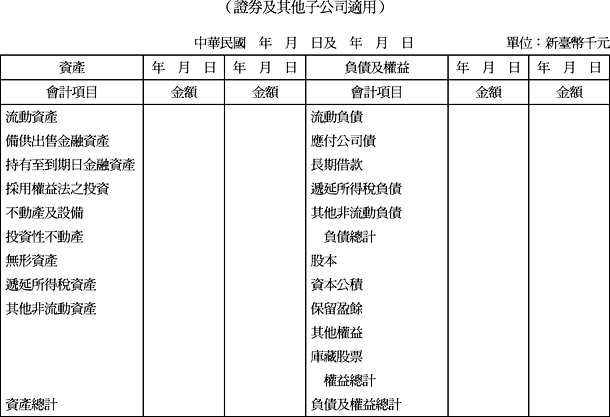 （證券及其他子公司適用）
中華民國　年　月　日及　年　月　日　單位：新臺幣千元
資產　年　月　日　年　月　日　負債及權益　年　月　日　年　月　日
會計項目　金額　金額　會計項目　金額　金額
流動資產　流動負債
備供出售金融資產　應付公司債
持有至到期日金融資產　長期借款
採用權益法之投資　遞延所得稅負債
不動產及設備　其他非流動負債
投資性不動產　負債總計
無形資產　股本
遞延所得稅資產　資本公積
其他非流動資產　保留盈餘
其他權益
庫藏股票
權益總計
資產總計　負債及權益總計